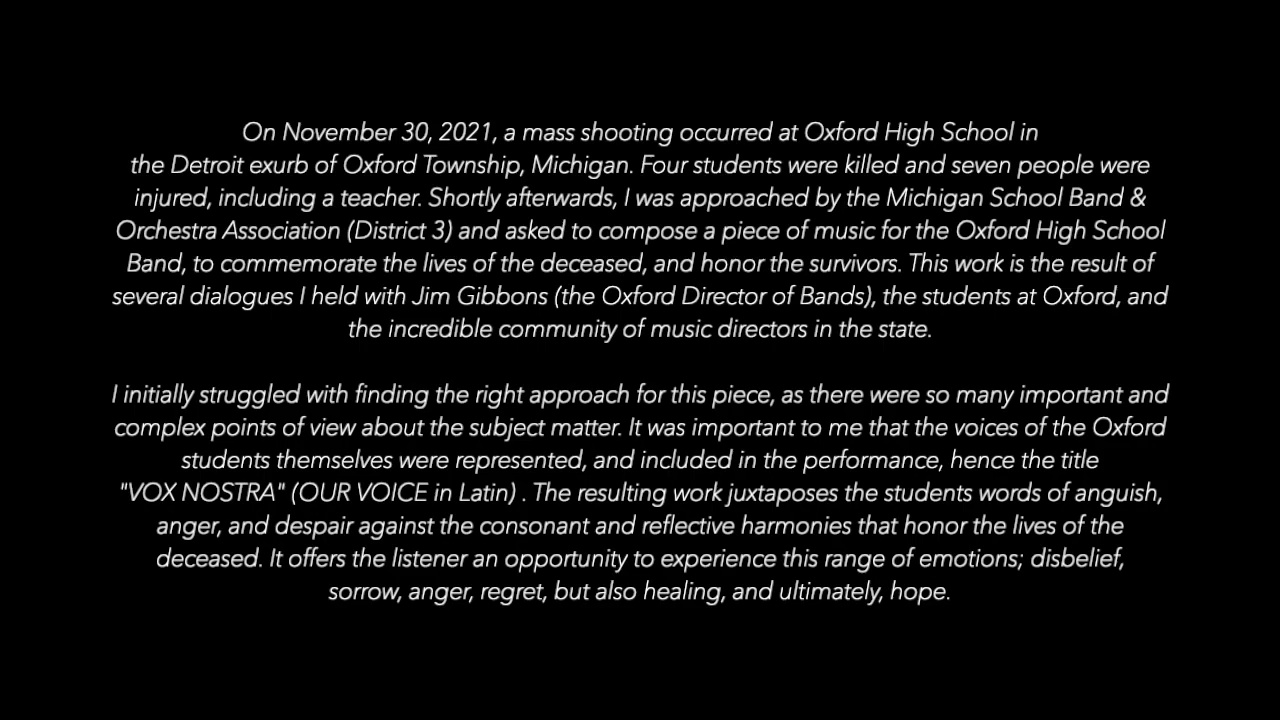 On November 30, 2021, a mass shooting occurred at Oxford High School in
the Detroit exurb of Oxford Township, Michigan. Four students were killed and seven people were
injured, including a teacher. Shortly afterwards, I was approached by the Michigan School Band &
Orchestra Association (District 3) and asked to compose a piece of music for the Oxford High School
Band, to commemorate the lives of the deceased, and honor the survivors. This work is the result of
several dialogues I held with Jim Gibbons (the Oxford Director of Bands), the students at Oxford, and
the incredible community of music directors in the state.
I initially struggled with finding the right approach for this piece, as there were so many important and
complex points of view about the subject matter. It was important to me that the voices of the Oxford
students themselves were represented, and included in the performance, hence the title
"VOX NOSTRA" (OUR VOICE in Latin) . The resulting work juxtaposes the students words of anguish,
anger, and despair against the consonant and reflective harmonies that honor the lives of the
deceased. It offers the listener an opportunity to experience this range of emotions; disbelief,
sorrow, anger, regret, but also healing, and ultimately, hope.